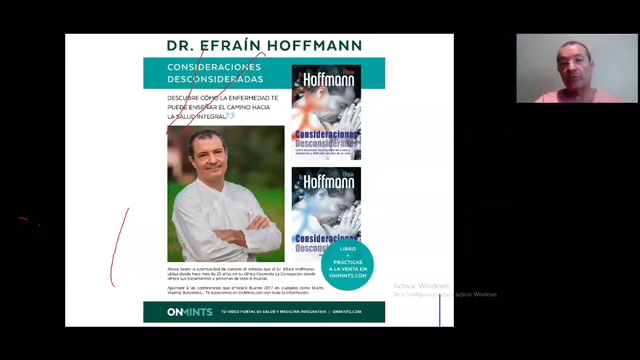 DR. EFRAÍN HOFFMANN
CONSIDERACIONES
DESCONSIDERADAS
DESCUBRE CÓMO LA ENFERMEDAD TE
PUEDE ENSEÑAR EL CAMINO HACIA
LA SALUD INTEGRAL”
Efraín
Hoffmann
Consideraciones
Desconsideradas
Hoffmann
Consideraciones
LIBRO
+
PRÁCTICAS
A LA VENTA EN
ONMINTS.COM
Ahora tienes la oportunidad de conocer el método que el Dr. Efraín Hoffmann
utiliza desde hace más de 25 años en su clínica Hacienda La Concepción donde
ofrece sus tratamientos a personas de todo el mundo.
Apúntate a las conferencias que ofrecerá durante 2017 en ciudades como Miami,
Madrid, Barcelona... Te esperamos en OnMints.com con toda la información.
ONMINTS
TU VIDEO PORTAL DE SALUD Y MEDICINA INTEGRATIVA | ONMINTS.COM
Activar Windows
activar Windows.